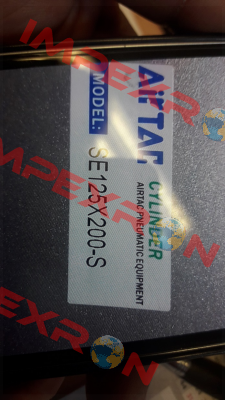 AirTAC
CYLINDER
AIRTAC PNEUMATIC EQUIPMENT
MODEL: SE125X200-S
IMPEXRON
IMPEXRON
IMPEXRON